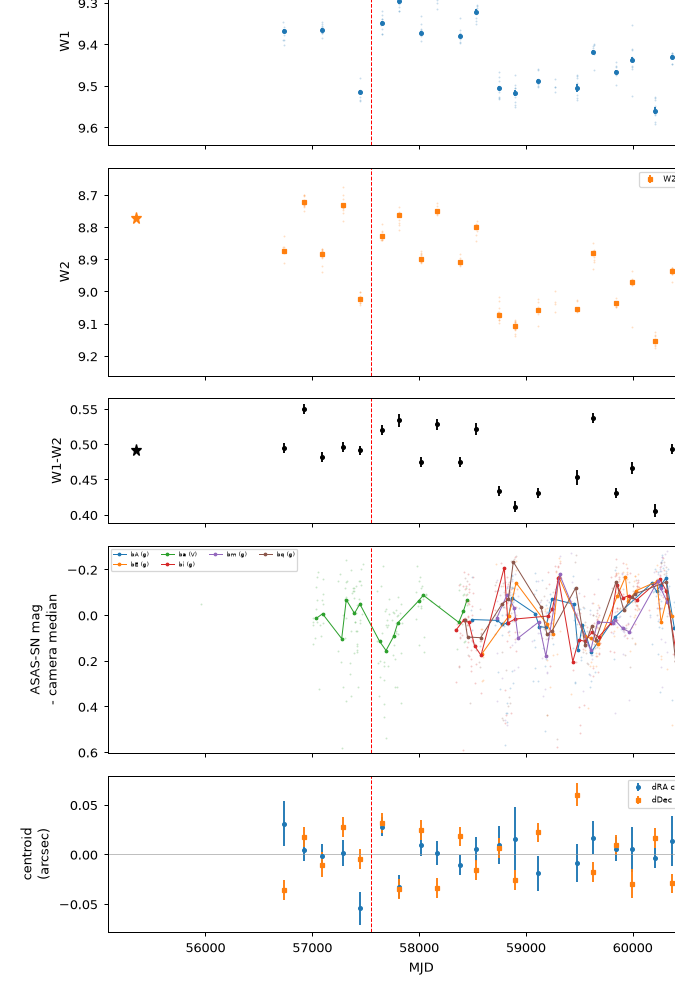 9.3
9.4
9.5
9.6
W1
8.7
8.8
8.9
9.0
9.1
9.2
W2
W2
0.55
0.50
0.45
0.40
W1-W2
bA (g)
bE (g)
ba (V)
bi (g)
bm (g)
bq (g)
−0.2
0.0
0.2
0.4
0.6
ASAS-SN mag
- camera median
dRA c
dDec
0.05
0.00
−0.05
centroid
(arcsec)
56000
57000
58000
59000
60000
MJD